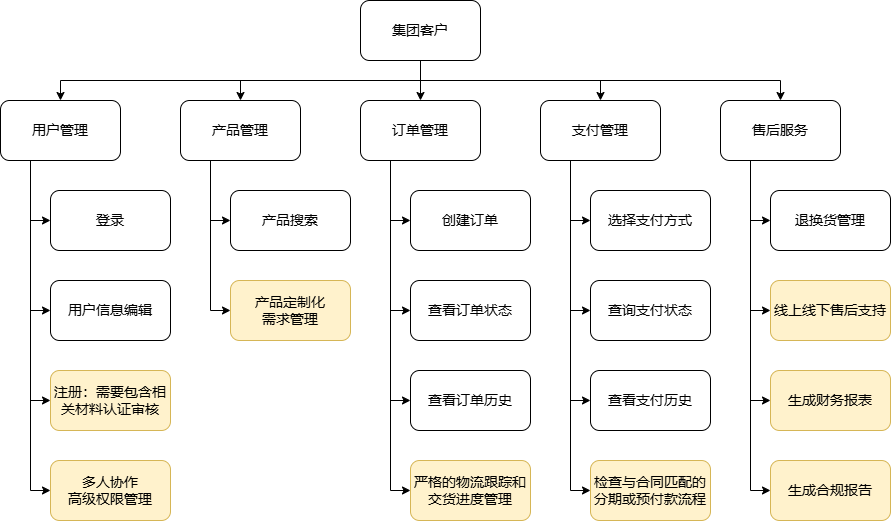 集团客户
用户管理
产品管理
订单管理
支付管理
售后服务
登录
产品搜索
创建订单
选择支付方式
退换货管理
用户信息编辑
产品定制化
需求管理
查看订单状态
查询支付状态
线上线下售后支持
注册：需要包含相
关材料认证审核
查看订单历史
查看支付历史
生成财务报表
多人协作
高级权限管理
严格的物流跟踪和
交货进度管理
检查与合同匹配的
分期或预付款流程
生成合规报告